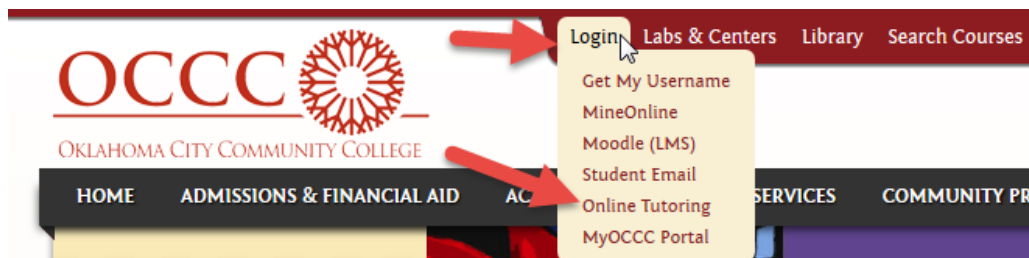 Login Labs & Centers Library Search Courses
OCCC
OKLAHOMA CITY COMMUNITY COLLEGE
Get My Username
MineOnline
Moodle (LMS)
Student Email
Online Tutoring
MyOCCC Portal
HOME ADMISSIONS & FINANCIAL AID AC ERVICES COMMUNITY PR